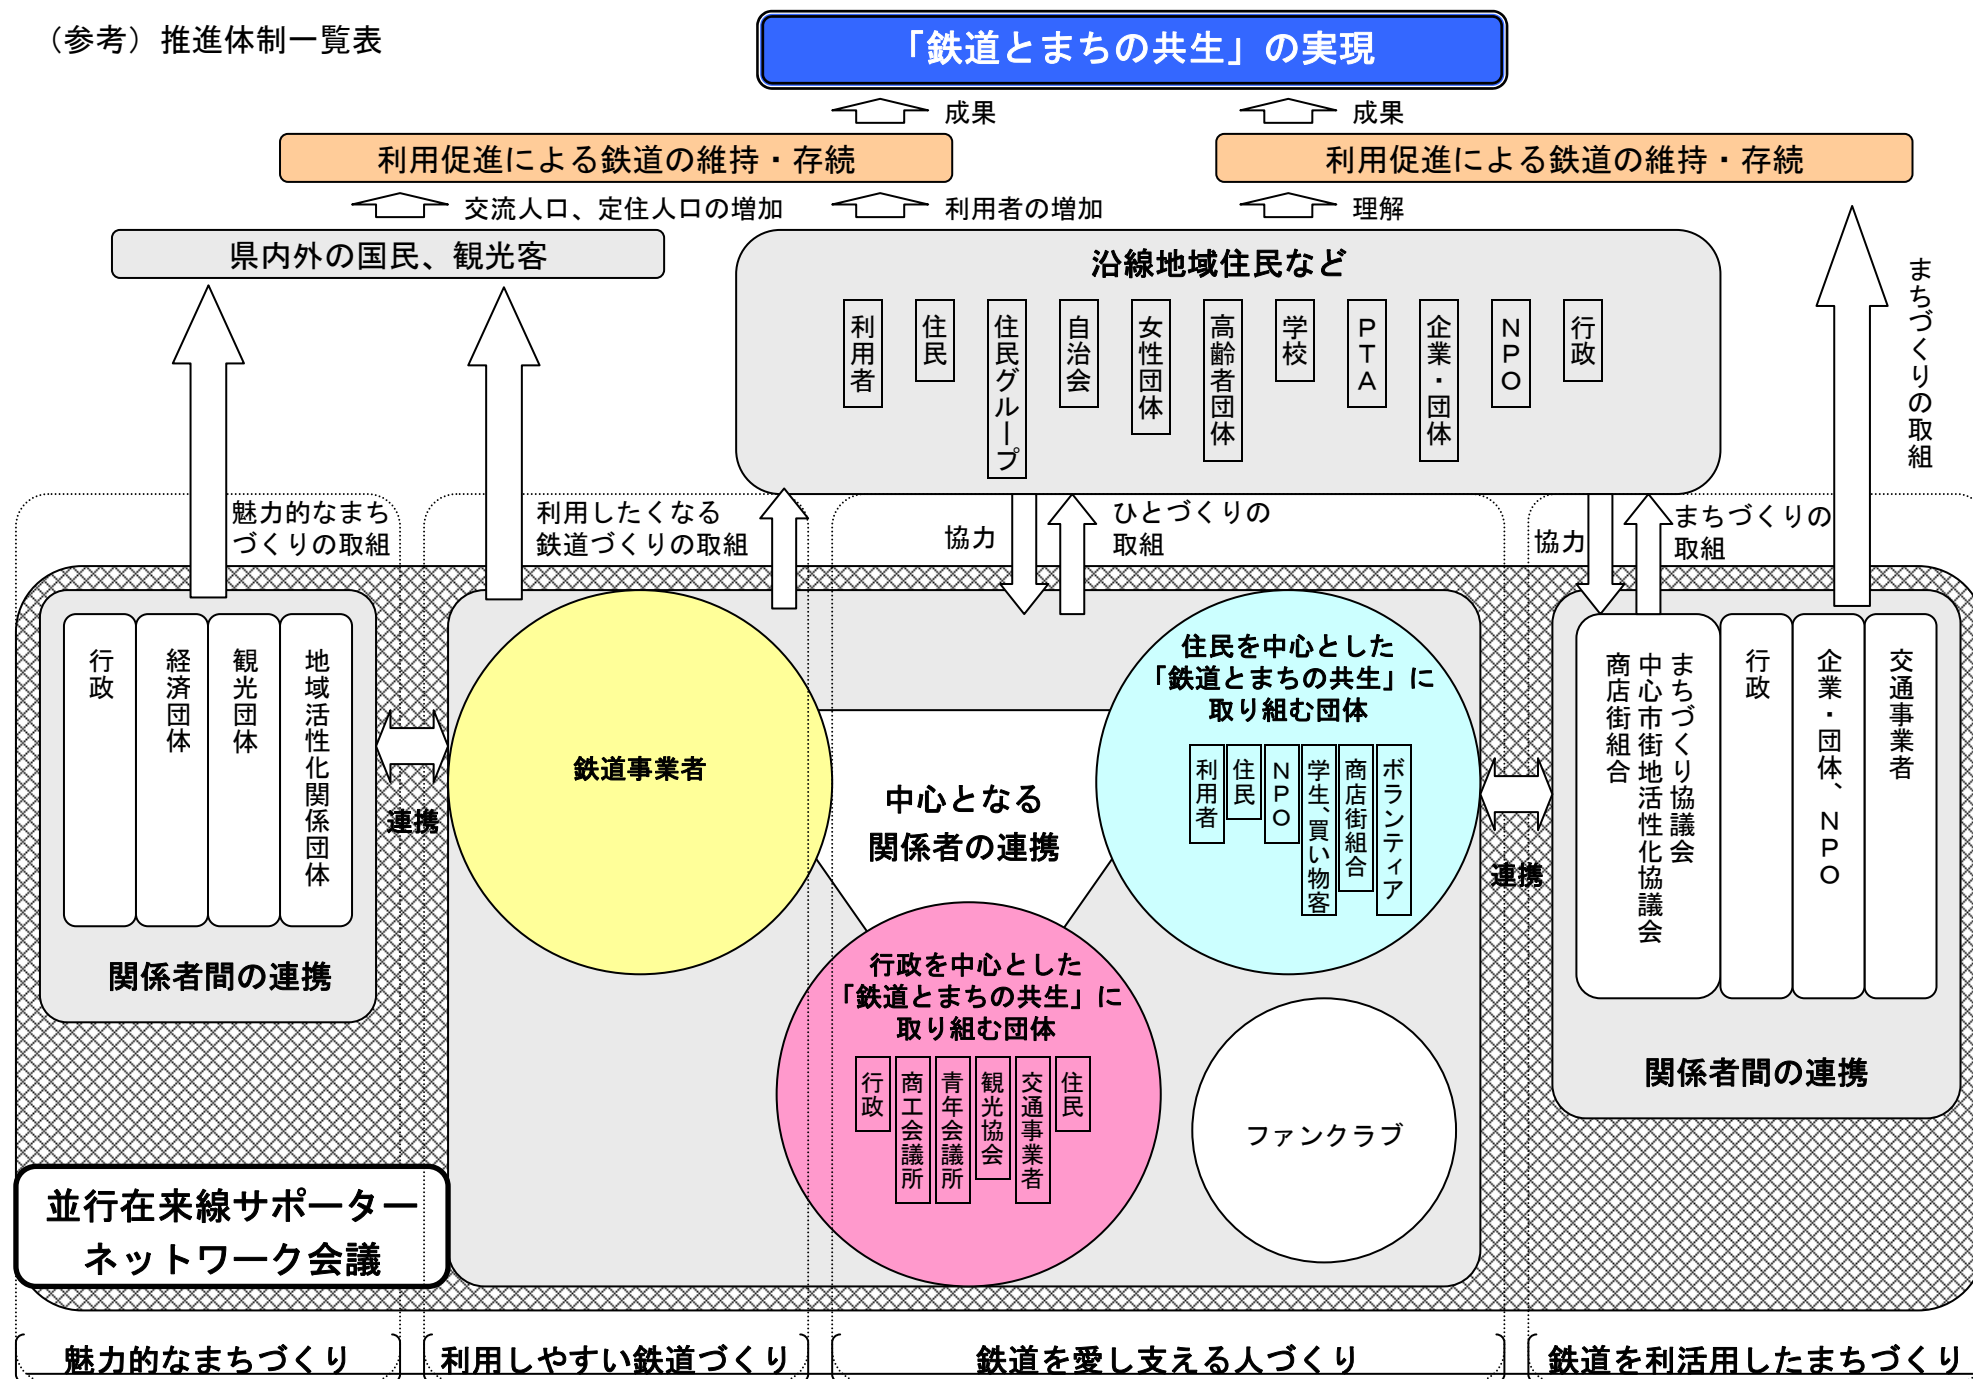 （参考）推進体制一覧表
「鉄道とまちの共生」の実現
成果
成果
利用促進による鉄道の維持・存続
利用促進による鉄道の維持・存続
交流人口、定住人口の増加
利用者の増加
理解
県内外の国民、観光客
沿線地域住民など
利用者
住民
住民グループ
自治会
女性団体
高齢者団体
学校
ＰＴＡ
企業・団体
ＮＰＯ
行政
まちづくりの取組
魅力的なまち
づくりの取組
利用したくなる
鉄道づくりの取組
協力
ひとづくりの
取組
協力
まちづくりの
取組
行政
経済団体
観光団体
地域活性化関係団体
関係者間の連携
連携
鉄道事業者
中心となる
関係者の連携
住民を中心とした
「鉄道とまちの共生」に
取り組む団体
利用者
住民
ＮＰＯ
学生、買い物客
商店街組合
ボランティア
行政を中心とした
「鉄道とまちの共生」に
取り組む団体
行政
商工会議所
青年会議所
観光協会
交通事業者
住民
ファンクラブ
連携
まちづくり協議会
中心市街地活性化協議会
商店街組合
行政
企業・団体、ＮＰＯ
交通事業者
関係者間の連携
並行在来線サポーター
ネットワーク会議
魅力的なまちづくり
利用しやすい鉄道づくり
鉄道を愛し支える人づくり
鉄道を利活用したまちづくり